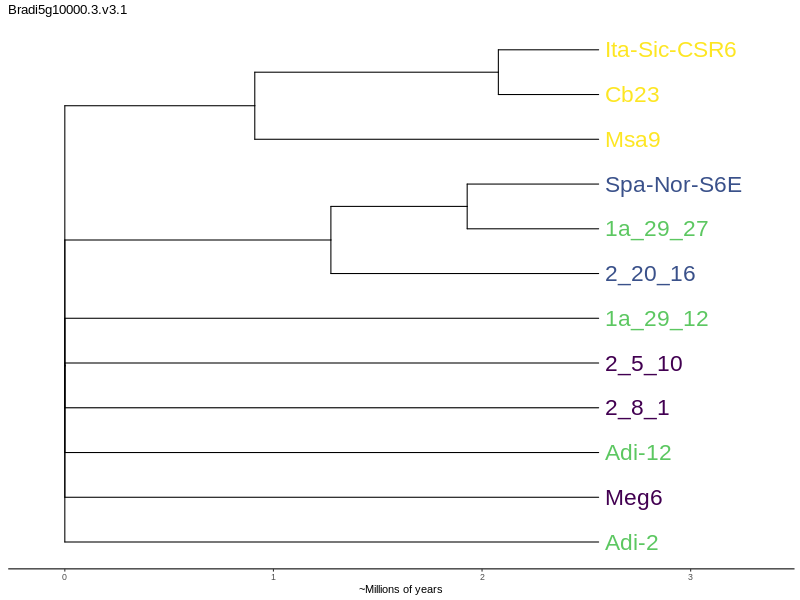 Bradi5g10000.3.v3.1
Ita-Sic-CSR6
Cb23
Msa9
Spa-Nor-S6E
1a_29_27
2_20_16
1a_29_12
2_5_10
2_8_1
Adi-12
Meg6
Adi-2
0 1 2 3
~Millions of years